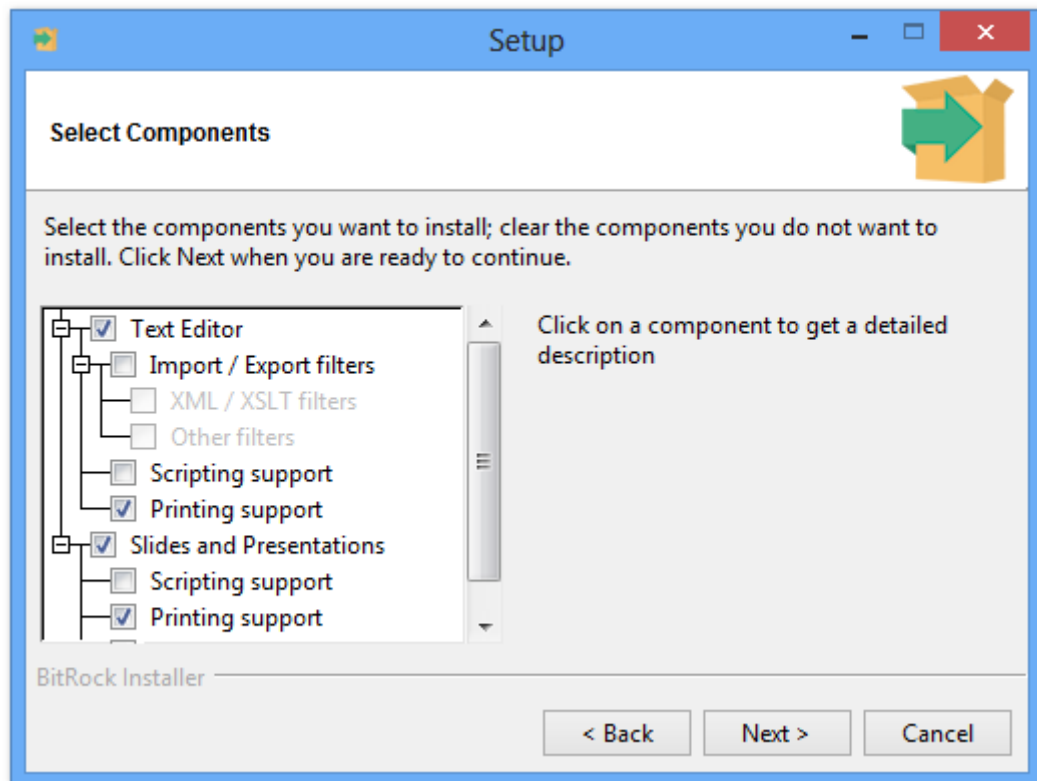 Setup
Select Components
Select the components you want to install; clear the components you do not want to
install. Click Next when you are ready to continue.
Text Editor
Import / Export filters
XML / XSLT filters
Other filters
Scripting support
Printing support
Slides and Presentations
Scripting support
Printing support
Click on a component to get a detailed
description
BitRock Installer
< Back
Next >
Cancel